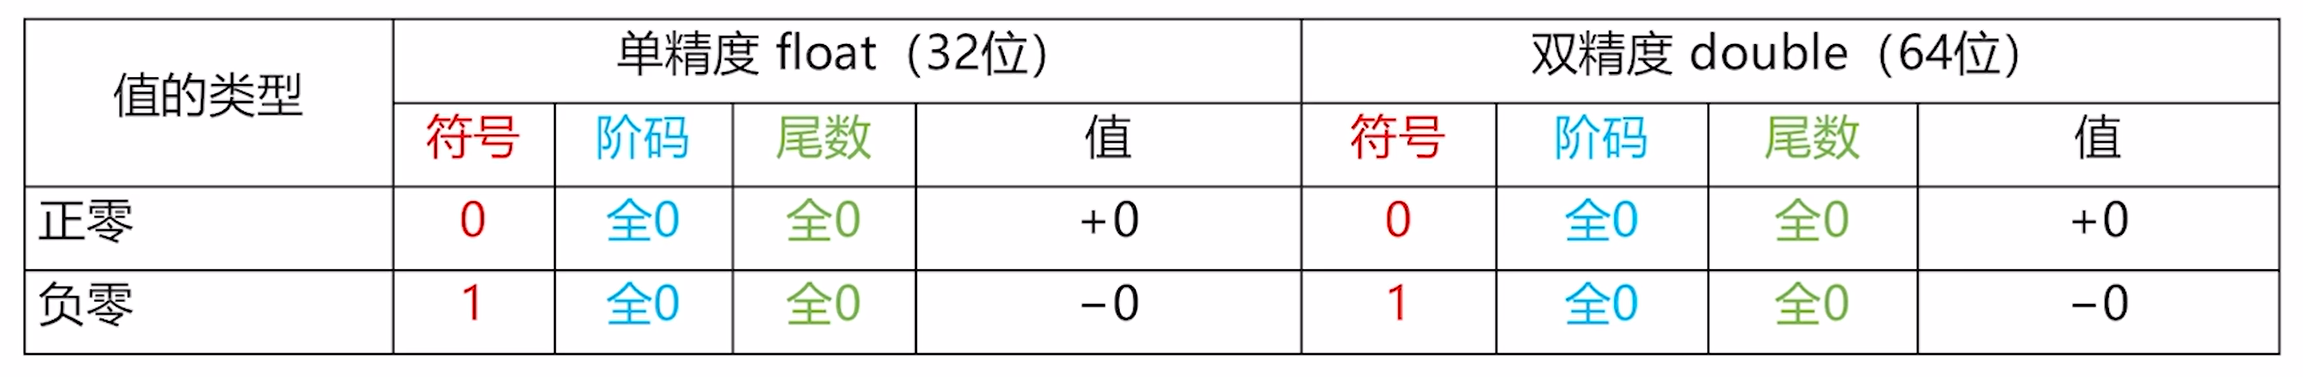 值的类型 单精度 float（32位） 双精度 double（64位）
符号 阶码 尾数 值 符号 阶码 尾数 值
正零 0 全0 全0 +0 0 全0 全0 +0
负零 1 全0 全0 −0 1 全0 全0 −0